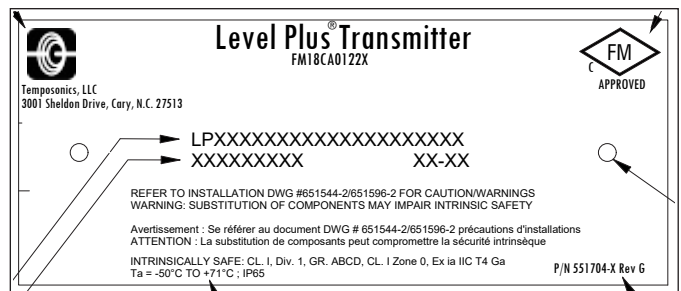 Level Plus® Transmitter
FM18CA0122X
FM
C
APPROVED
Temposonics, LLC
3001 Sheldon Drive, Cary, N.C. 27513
LPXXXXXXXXXXXXXXXXXXXX
XXXXXXXXX XX-XX
REFER TO INSTALLATION DWG #651544-2/651596-2 FOR CAUTION/WARNINGS
WARNING: SUBSTITUTION OF COMPONENTS MAY IMPAIR INTRINSIC SAFETY
Avertissement : Se référer au document DWG # 651544-2/651596-2 précautions d'installations
ATTENTION : La substitution de composants peut compromettre la sécurité intrinsèque
INTRINSICALLY SAFE: CL. I, Div. 1, GR. ABCD, CL. I Zone 0, Ex ia IIC T4 Ga
Ta = -50°C TO +71°C ; IP65
P/N 551704-X Rev G